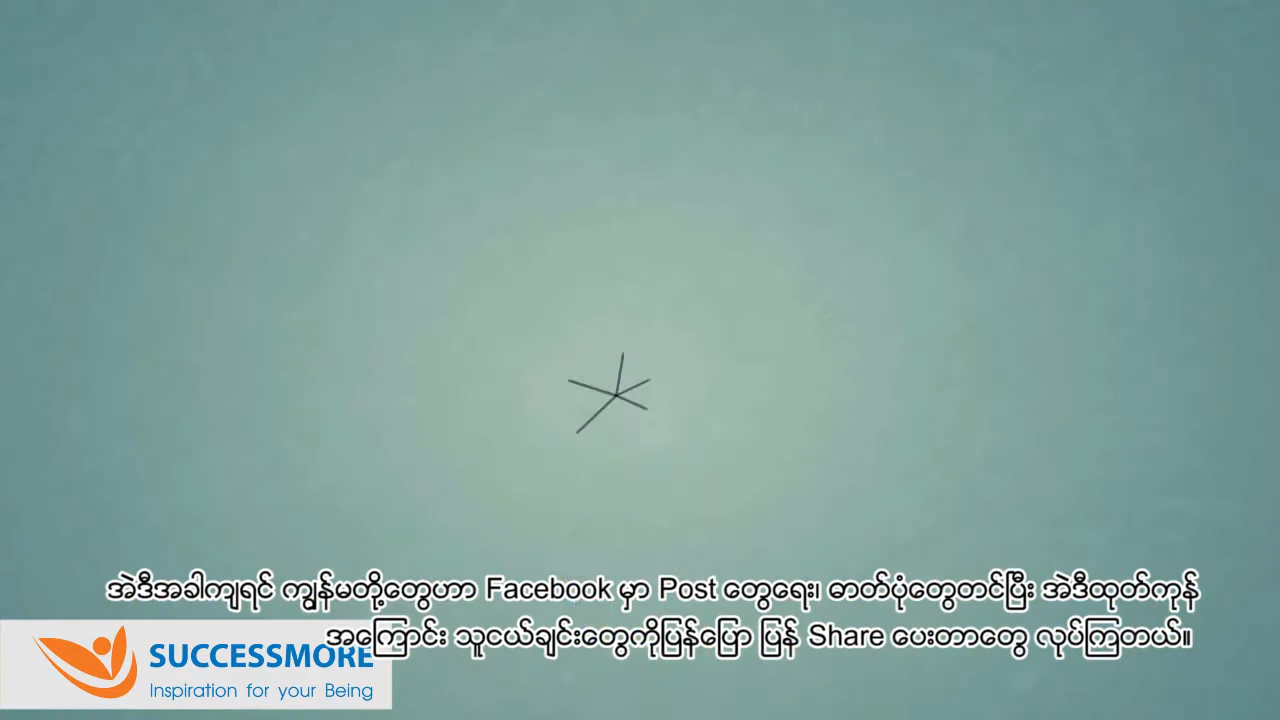 အဲဒီအခါကျရင် ကျွန်မတို့တွေဟာ Facebook မှာ Post တွေရေး၊ ဓာတ်ပုံတွေတင်ပြီး အဲဒီထုတ်ကုန်
အကြောင်း သူငယ်ချင်းတွေကိုပြန်ပြော ပြန် Share ပေးတာတွေ လုပ်ကြတယ်။
SUCCESSMORE
Inspiration for your Being